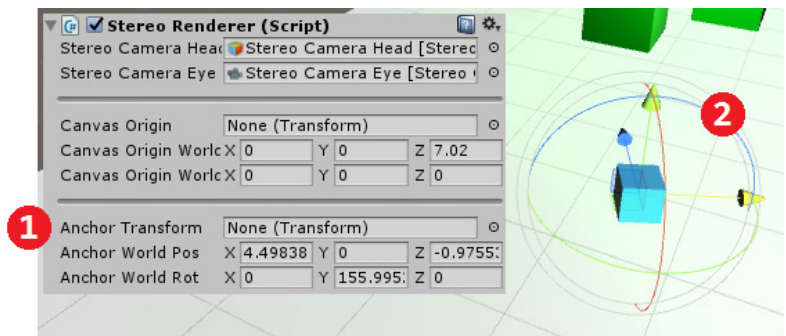 Stereo Renderer (Script)
Stereo Camera Head Stereo Camera Head [Stereo
Stereo Camera Eye Stereo Camera Eye [Stereo
Canvas Origin None (Transform)
Canvas Origin World X 0 Y 0 Z 7.02
Canvas Origin World X 0 Y 0 Z 0
1 Anchor Transform None (Transform)
Anchor World Pos X 4.49838 Y 0 Z -0.9755
Anchor World Rot X 0 Y 155.995 Z 0
2